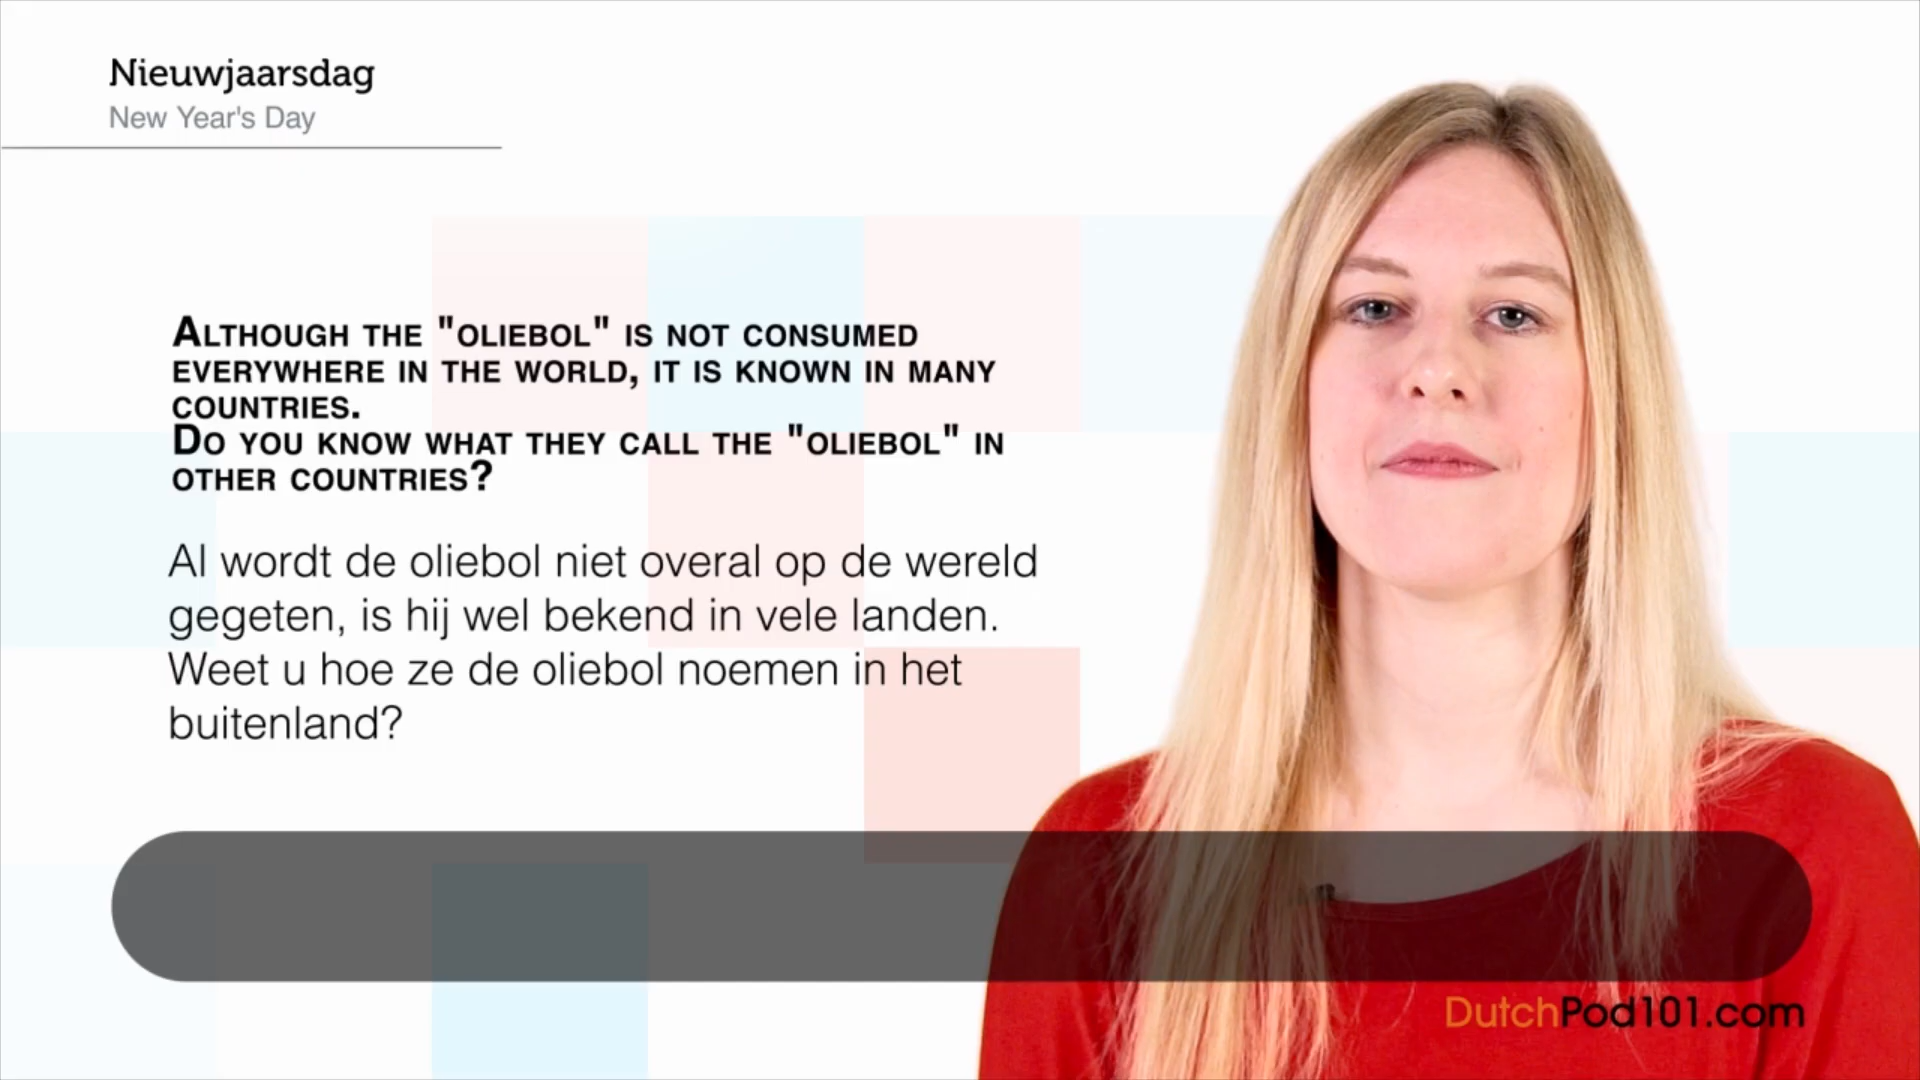 Nieuwjaarsdag
New Year's Day
Although the "oliebol" is not consumed
everywhere in the world, it is known in many
countries.
Do you know what they call the "oliebol" in
other countries?
Al wordt de oliebol niet overal op de wereld
gegeten, is hij wel bekend in vele landen.
Weet u hoe ze de oliebol noemen in het
buitenland?
DutchPod101.com